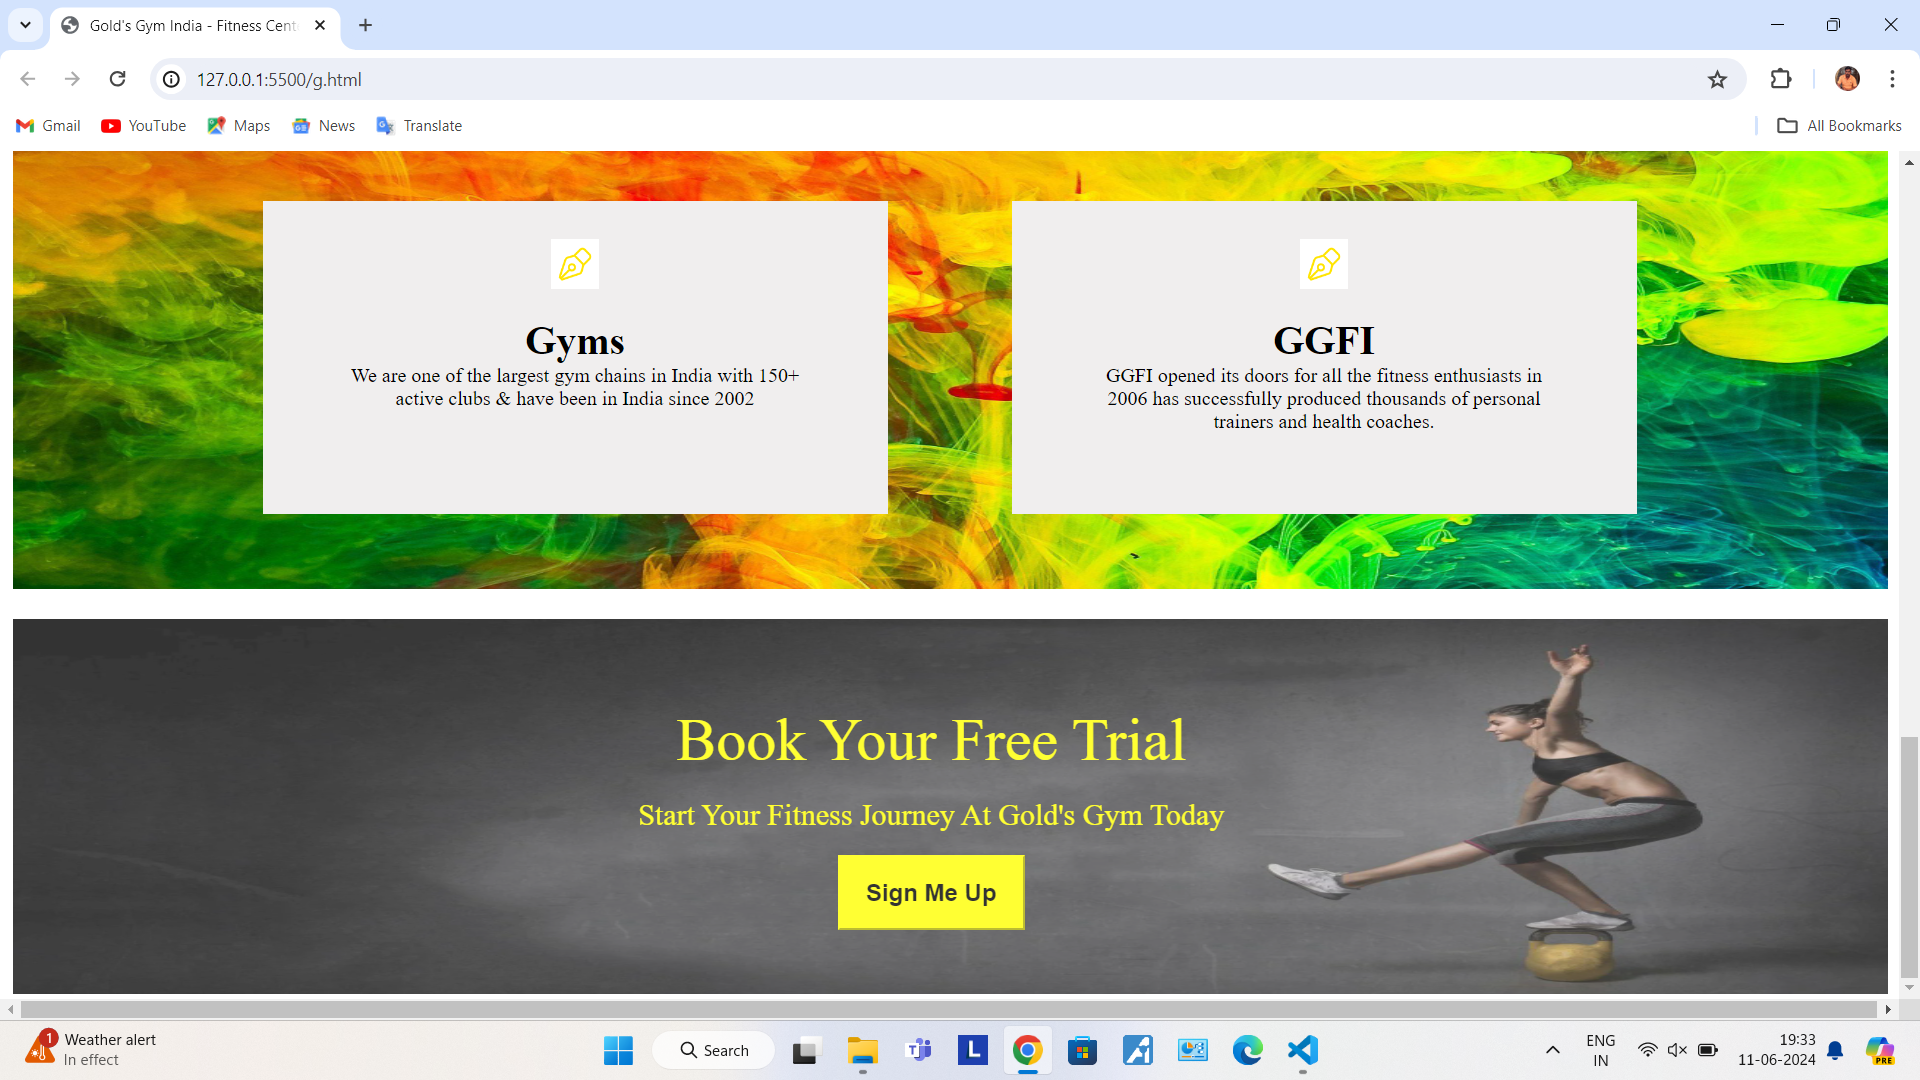 Gold's Gym India - Fitness Cent
127.0.0.1:5500/g.html
Gmail
YouTube
Maps
News
Translate
All Bookmarks
Gyms
We are one of the largest gym chains in India with 150+
active clubs & have been in India since 2002
GGFI
GGFI opened its doors for all the fitness enthusiasts in
2006 has successfully produced thousands of personal
trainers and health coaches.
Book Your Free Trial
Start Your Fitness Journey At Gold's Gym Today
Sign Me Up
1
Weather alert
In effect
Search
L
ENG
IN
19:33
11-06-2024
PRE